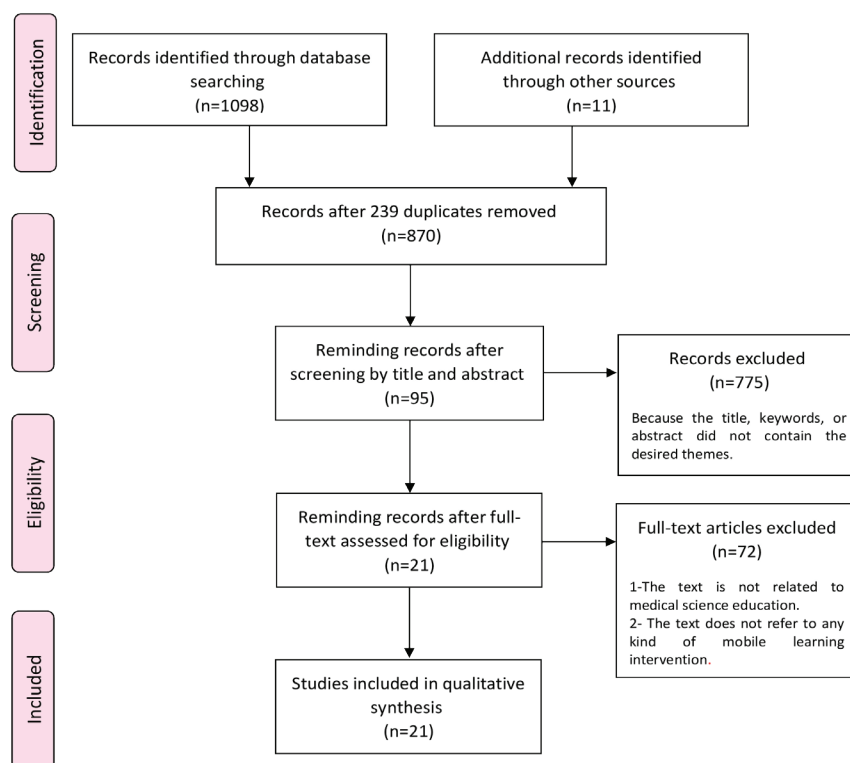 Identification
Records identified through database
searching
(n=1098)
Additional records identified
through other sources
(n=11)
Records after 239 duplicates removed
(n=870)
Screening
Reminding records after
screening by title and abstract
(n=95)
Records excluded
(n=775)
Because the title, keywords, or
abstract did not contain the
desired themes.
Eligibility
Reminding records after full-
text assessed for eligibility
(n=21)
Full-text articles excluded
(n=72)
1-The text is not related to
medical science education.
2- The text does not refer to any
kind of mobile learning
intervention.
Included
Studies included in qualitative
synthesis
(n=21)